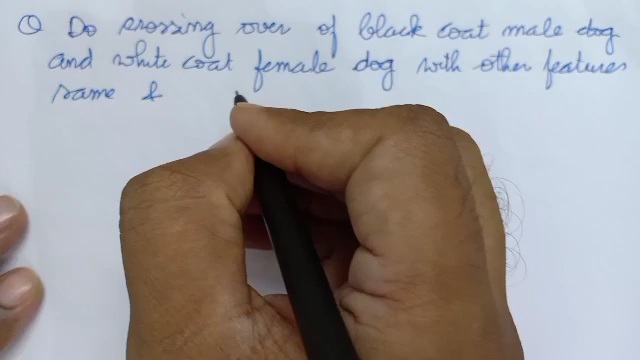 Q Do crossing over of black coat male dog
and white coat female dog with other features
same &